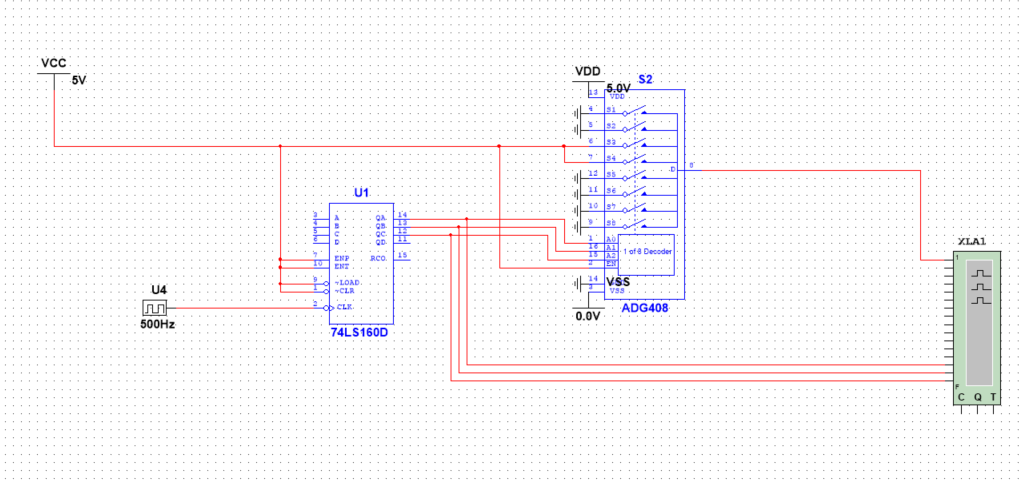 VCC
5V
VDD
5.0V
S2
13
VDD
4
S1
5
S2
6
S3
7
S4
12
S5
11
S6
10
S7
9
S8
D
8
1
A0
16
A1
15
A2
2
EN
1 of 8 Decoder
14
VSS
3
VSS
0.0V
ADG408
U1
3
A
4
B
5
C
6
D
7
ENP
10
ENT
9
~LOAD
1
~CLR
2
CLK
QA
14
QB
13
QC
12
QD
11
RCO
15
74LS160D
U4
500Hz
XLA1
1
F
C Q T